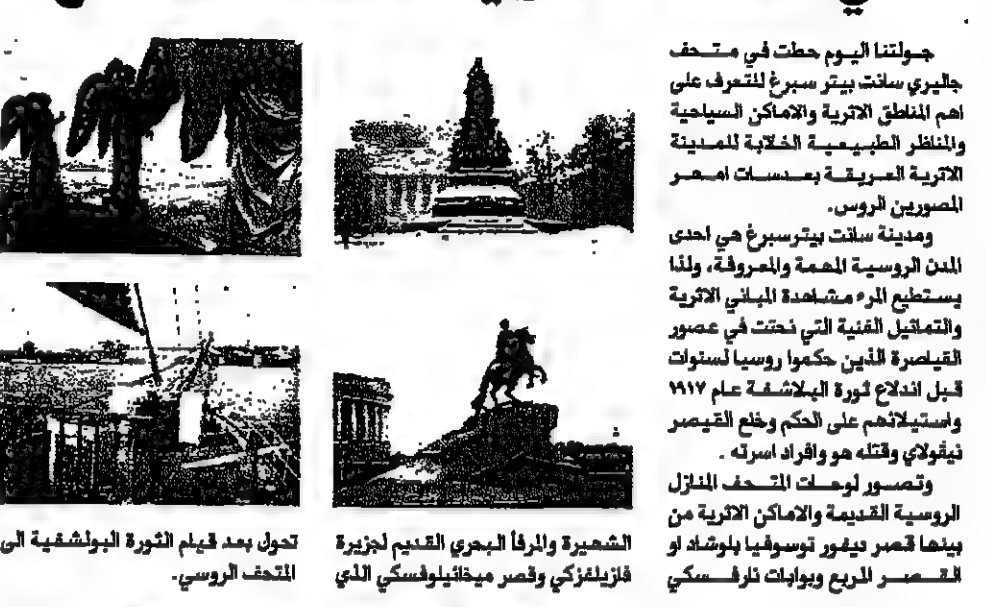 جولتنا اليوم حطت في متحف
جاليري سانت بيتر سبرغ للتعرف على
اهم المناطق الاثرية والاماكن السياحية
والمناظر الطبيعية الخلابة للمدينة
الاثرية العريقة بعدسات امهر
المصورين الروس.
ومدينة سانت بيترسبرغ هي احدى
المدن الروسية المهمة والمعروفة، ولذا
يستطيع المرء مشاهدة المباني الاثرية
والتماثيل الفنية التي نحتت في عصور
القياصرة الذين حكموا روسيا لسنوات
قبل اندلاع ثورة البلاشفة عام ١٩١٧
واستيلائهم على الحكم وخلع القيصر
نيقولاي وقتله هو وافراد اسرته .
وتصور لوحات المتحف المنازل
الروسية القديمة والاماكن الاثرية من
بينها قصر ديفور توسوفيا بلوشاد او
القصر المربع وبوابات نارفسكي
الشهيرة والمرفأ البحري القديم لجزيرة
فازيلفزكي وقصر ميخائيلوفسكي الذي
تحول بعد قيام الثورة البولشفية الى
المتحف الروسي.